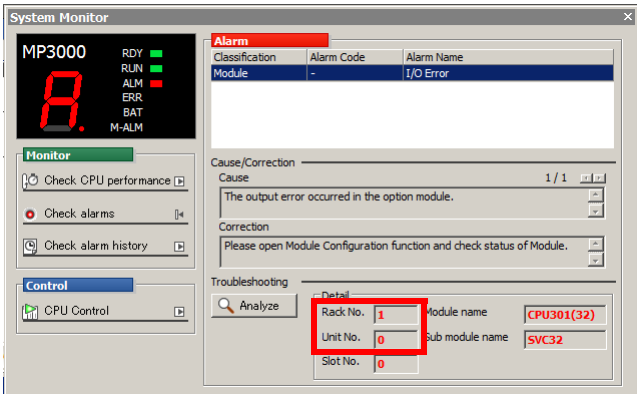 System Monitor
MP3000
RDY
RUN
ALM
ERR
BAT
M-ALM
Monitor
Check CPU performance
Check alarms
Check alarm history
Control
CPU Control
Alarm
Classification Alarm Code Alarm Name
Module - I/O Error
Cause/Correction
Cause 1 / 1
The output error occurred in the option module.
Correction
Please open Module Configuration function and check status of Module.
Troubleshooting
Analyze
Detail
Rack No. 1 Module name CPU301(32)
Unit No. 0 Sub module name SVC32
Slot No. 0